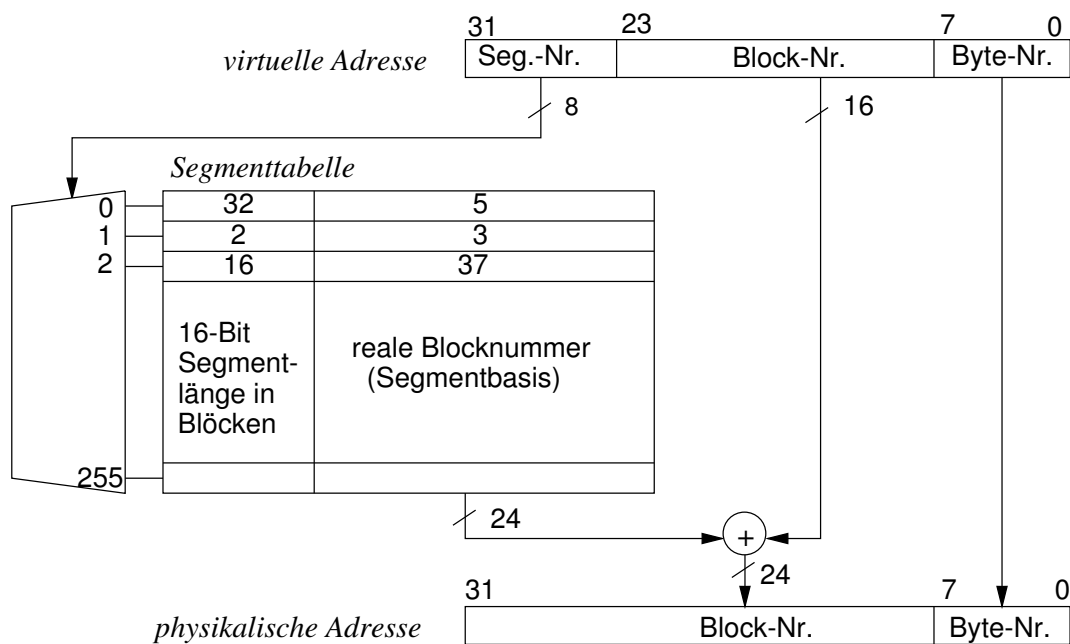 31 23 7 0
virtuelle Adresse Seg.-Nr. Block-Nr. Byte-Nr.
8 16
Segmenttabelle
0 32 5
1 2 3
2 16 37
16-Bit
Segment-
länge in
Blöcken
reale Blocknummer
(Segmentbasis)
255
24
+
24
31 7 0
physikalische Adresse Block-Nr. Byte-Nr.